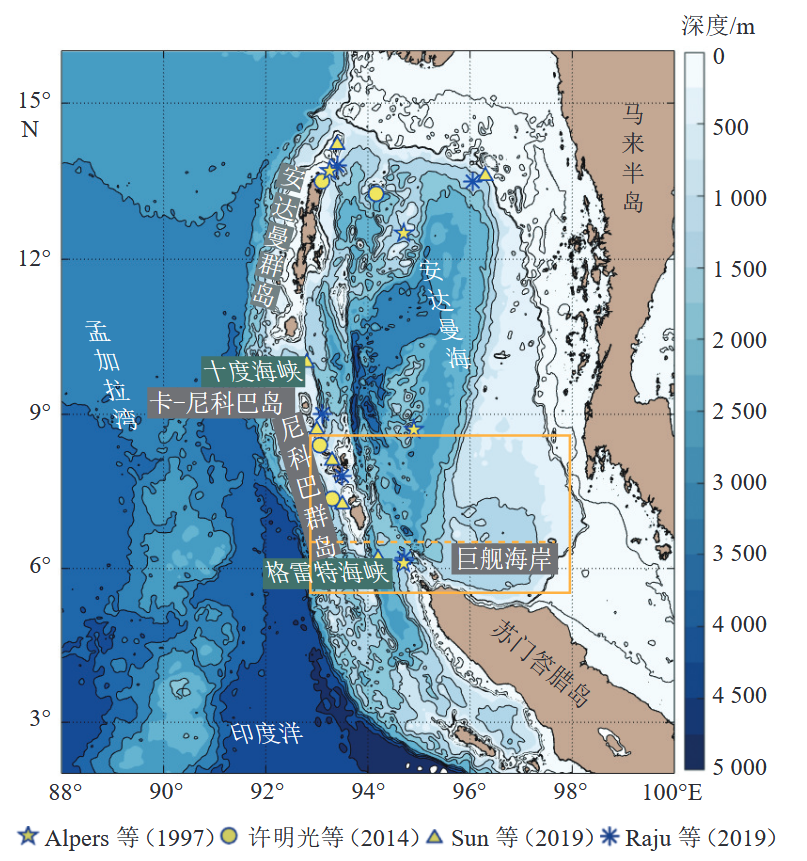 深度/m
0
500
1 000
1 500
2 000
2 500
3 000
3 500
4 000
4 500
5 000
15°
N
12°
9°
6°
3°
88°
90°
92°
94°
96°
98°
100°E
马来半岛
安达曼群岛
安达曼海
孟加拉湾
十度海峡
卡-尼科巴岛
尼科巴群岛
格雷特海峡
巨舰海岸
苏门答腊岛
印度洋
Alpers 等(1997)
许明光等(2014)
Sun 等(2019)
Raju 等(2019)